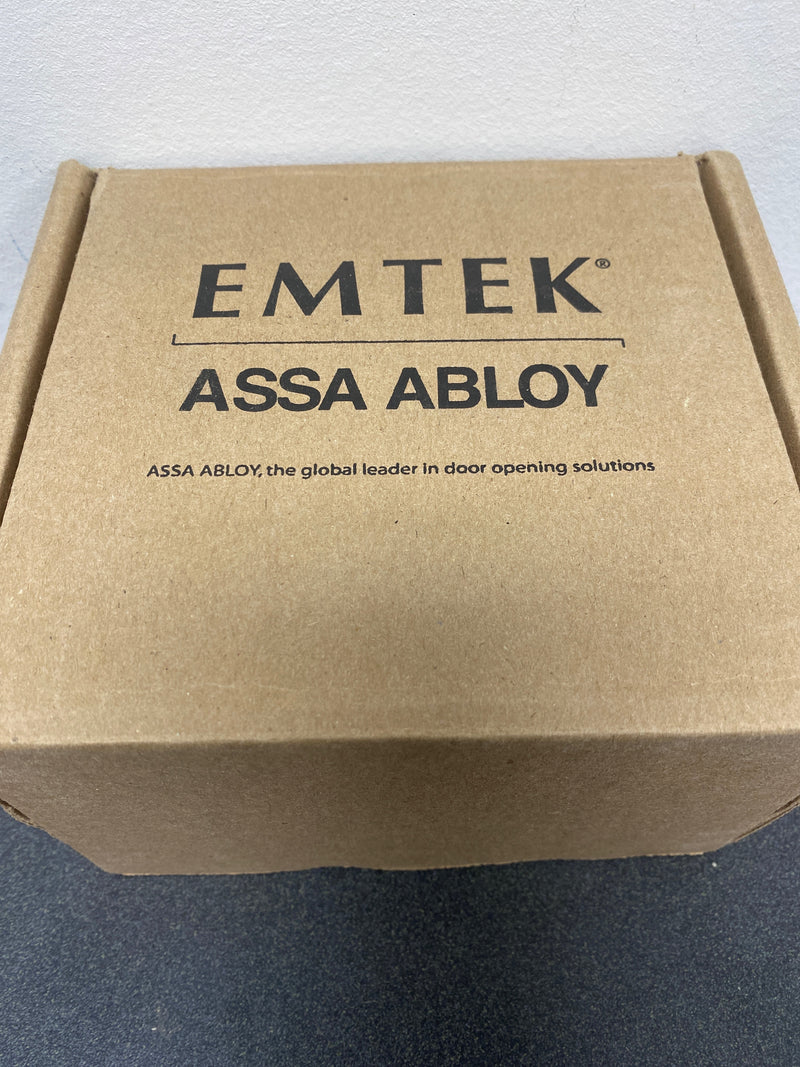 EMTEK®
ASSA ABLOY
ASSA ABLOY, the global leader in door opening solutions